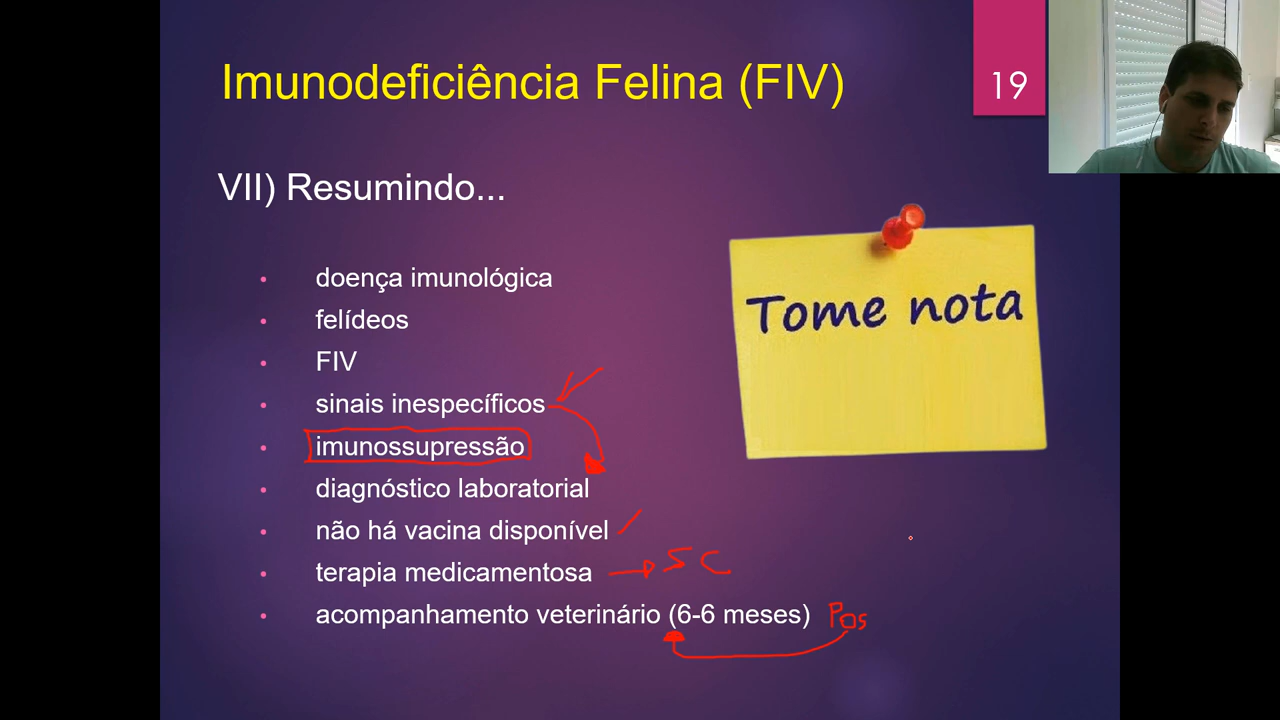 Imunodeficiência Felina (FIV)
19
VII) Resumindo...
Tome nota
• doença imunológica
• felídeos
• FIV
• sinais inespecíficos
• imunossupressão
• diagnóstico laboratorial
• não há vacina disponível
• terapia medicamentosa → SC
• acompanhamento veterinário (6-6 meses) Pos